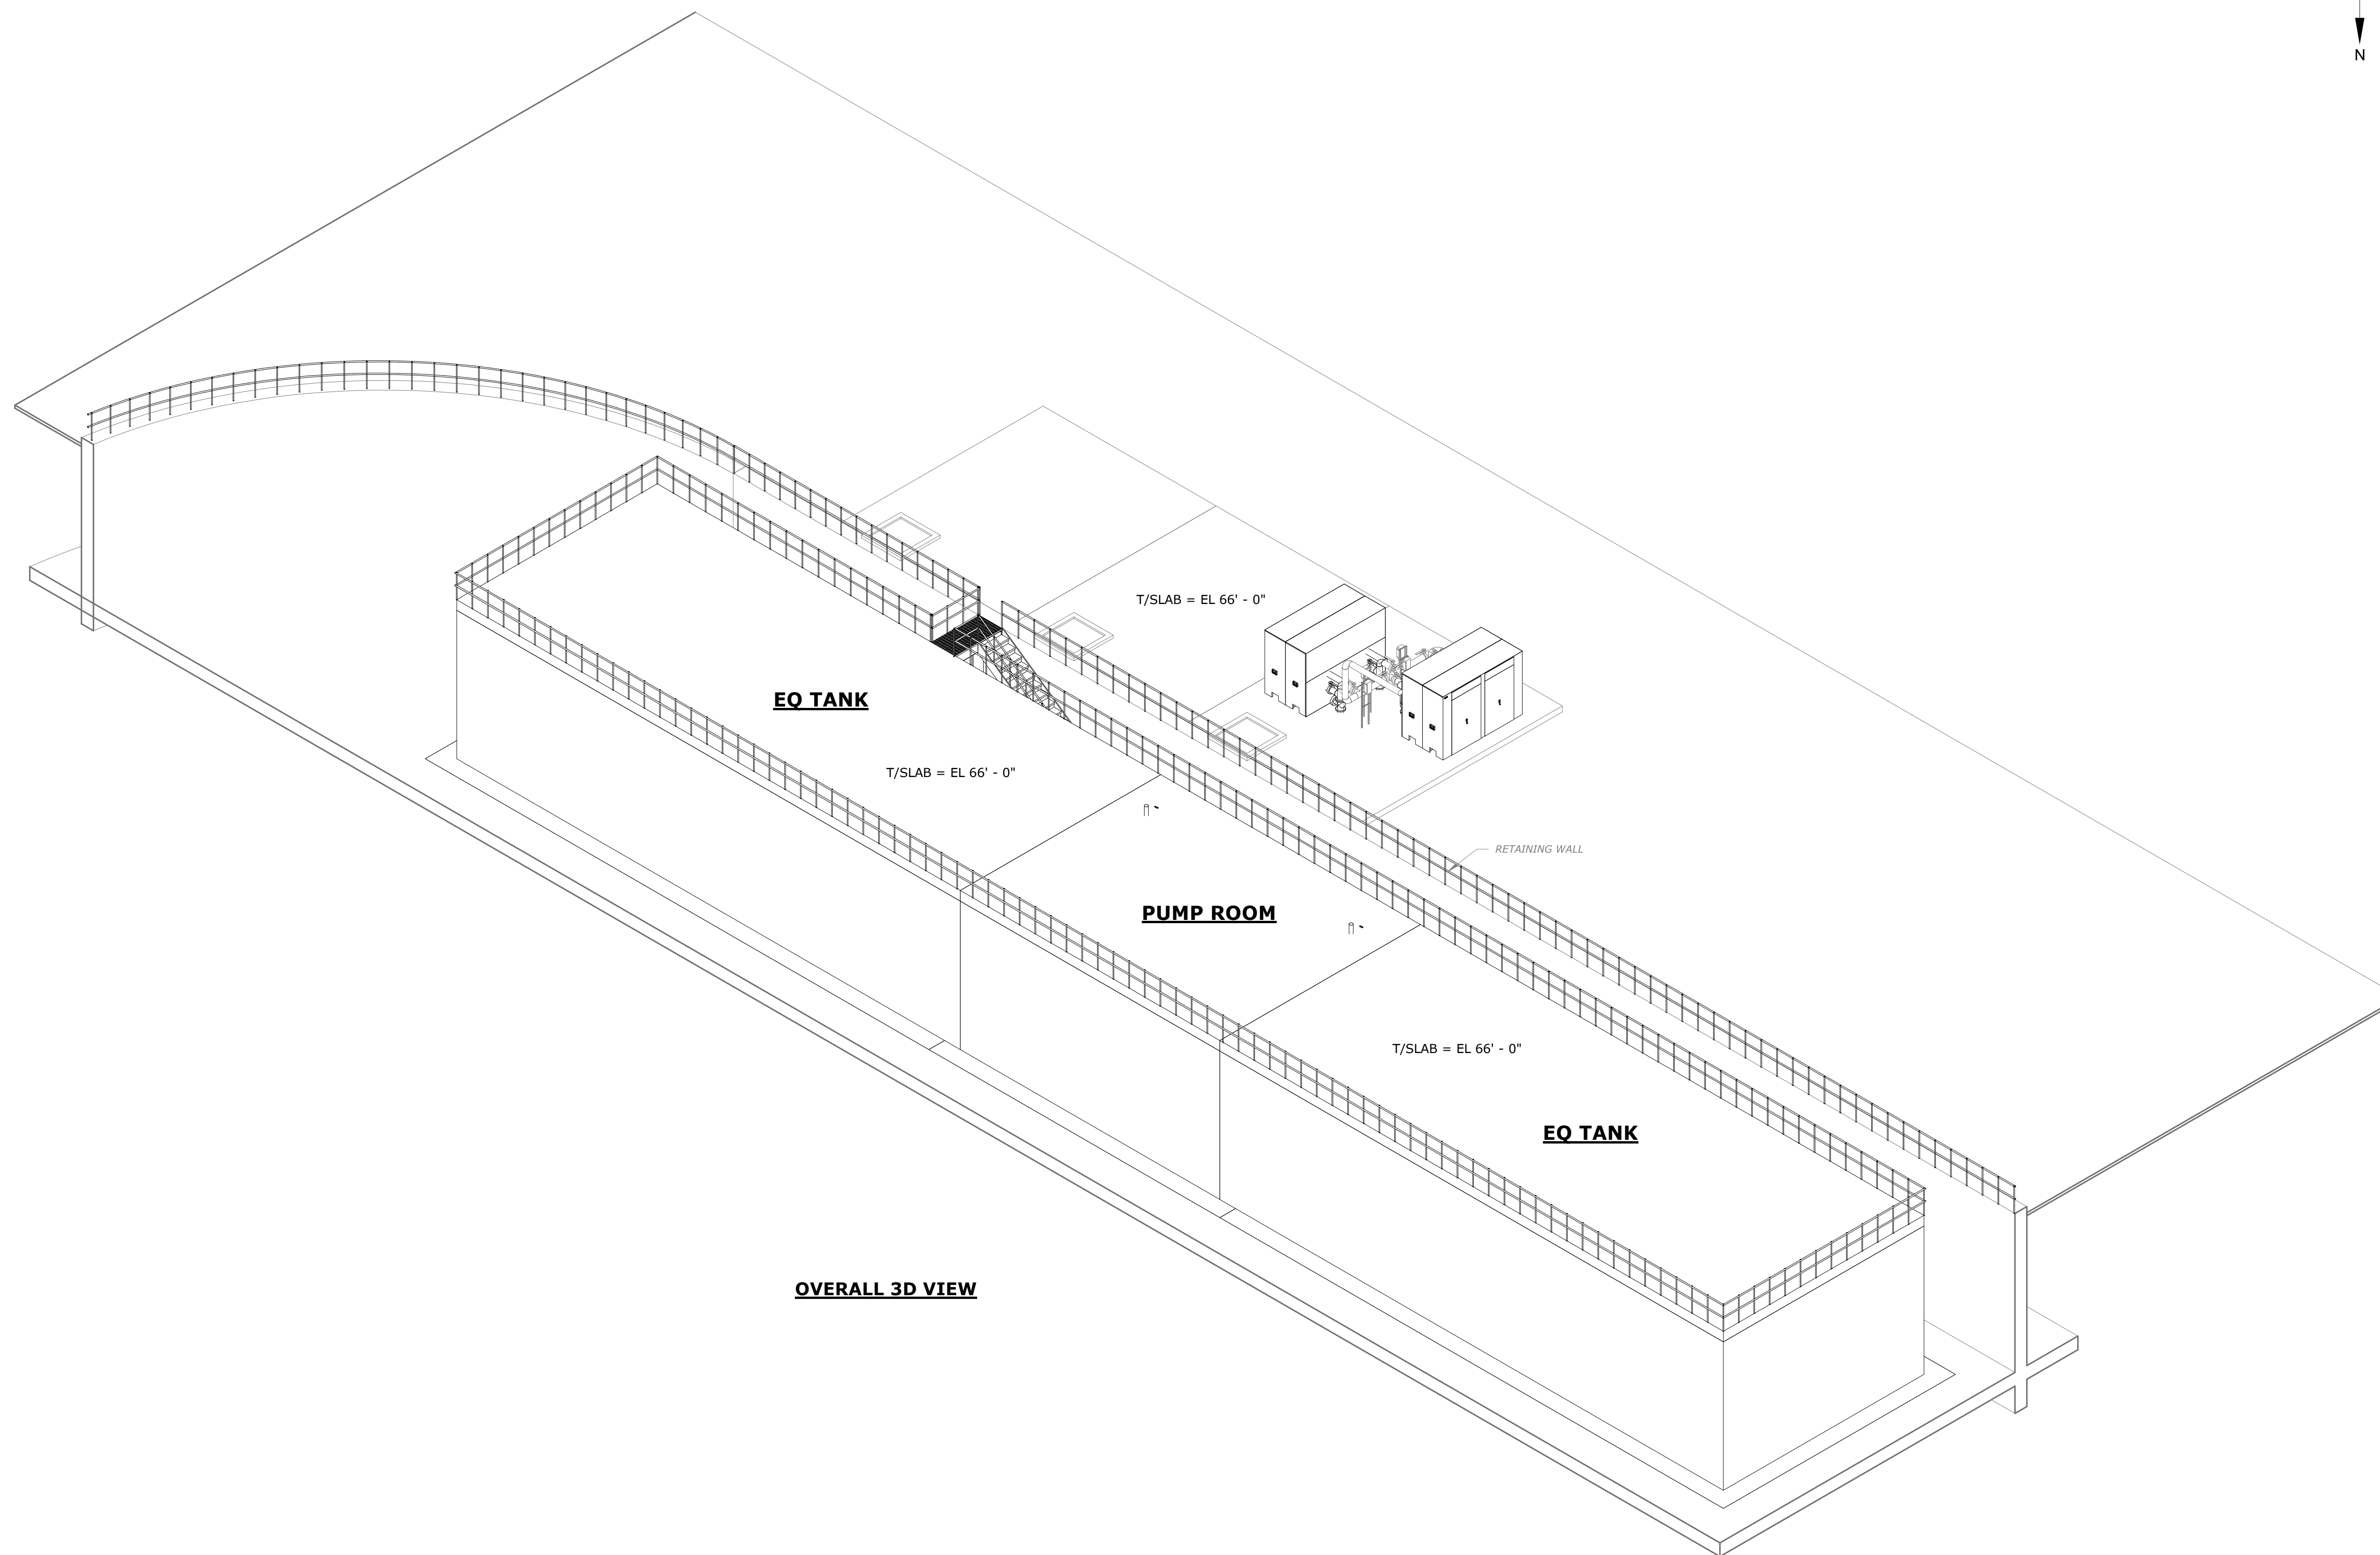 N
T/SLAB = EL 66' - 0"
EQ TANK
T/SLAB = EL 66' - 0"
RETAINING WALL
PUMP ROOM
T/SLAB = EL 66' - 0"
EQ TANK
OVERALL 3D VIEW